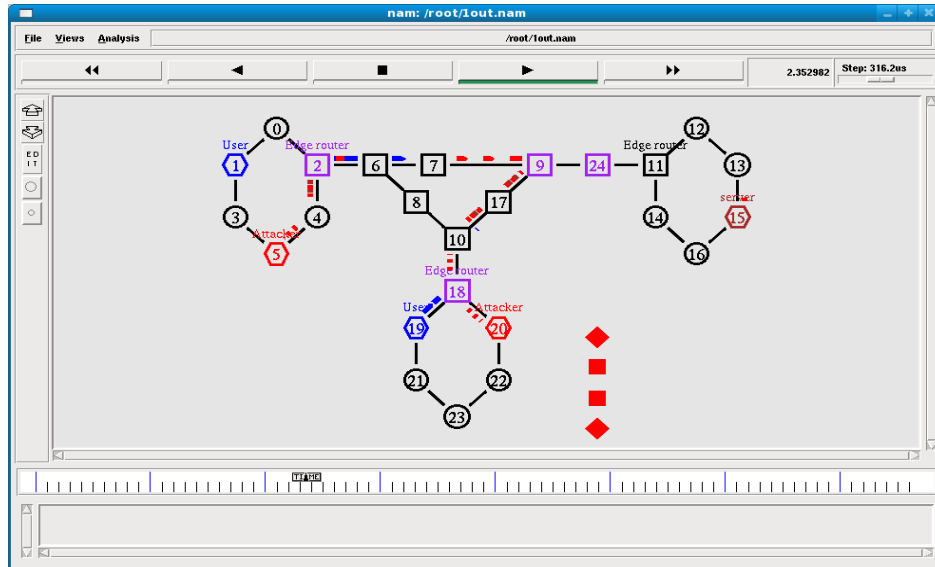 nam: /root/1out.nam
File Views Analysis /root/1out.nam
2.352982 Step: 316.2us
E D
I T
0 12
User Edge router Edge router
1 2 6 7 9 24 11 13
8 17 server
3 4 14 15
Attacker 10
5 16
Edge router
18
User Attacker
19 20
21 22
23
TIME